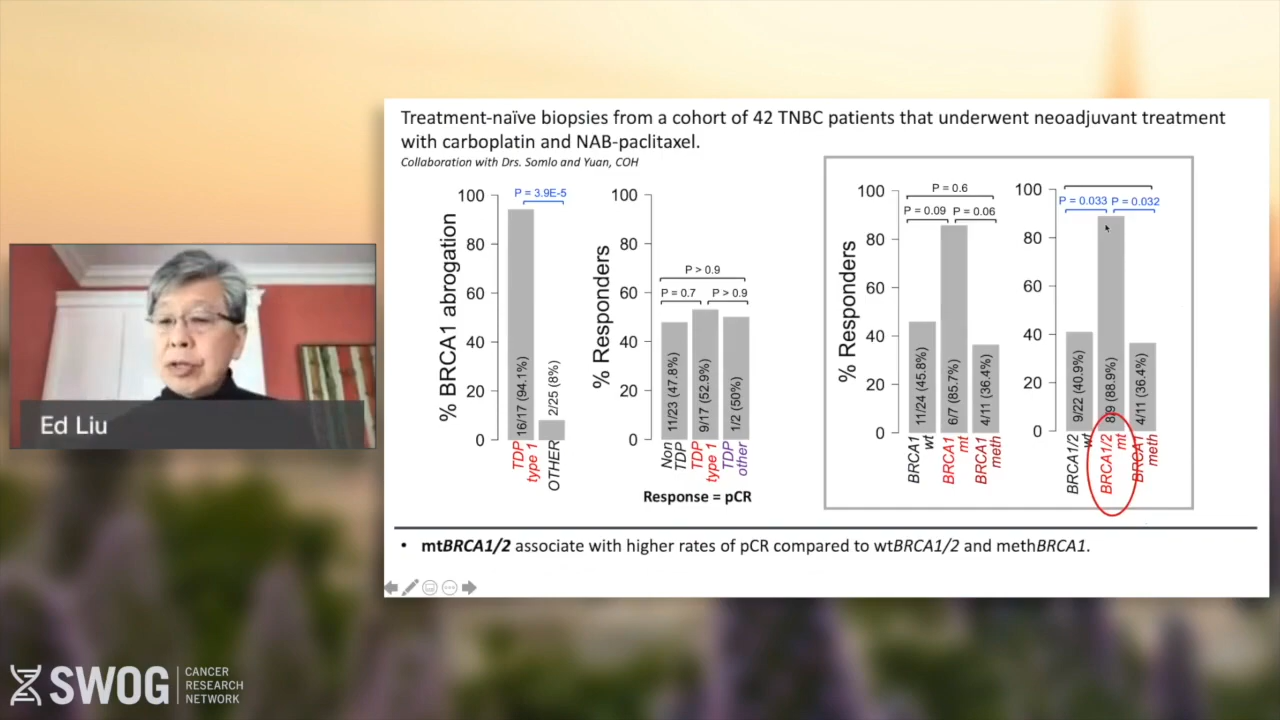 Treatment-naïve biopsies from a cohort of 42 TNBC patients that underwent neoadjuvant treatment
with carboplatin and NAB-paclitaxel.
Collaboration with Drs. Somlo and Yuan, COH
% BRCA1 abrogation
100
80
60
40
20
0
P = 3.9E-5
16/17 (94.1%)
2/25 (8%)
TDP
type 1
OTHER
% Responders
100
80
60
40
20
0
P > 0.9
P = 0.7
P > 0.9
11/23 (47.8%)
9/17 (52.9%)
1/2 (50%)
Non
TDP
TDP
type 1
TDP
other
Response = pCR
% Responders
100
80
60
40
20
0
P = 0.6
P = 0.09
P = 0.06
11/24 (45.8%)
6/7 (85.7%)
4/11 (36.4%)
BRCA1
wt
BRCA1
mt
BRCA1
meth
100
80
60
40
20
0
P = 0.033
P = 0.032
9/22 (40.9%)
8/9 (88.9%)
4/11 (36.4%)
BRCA1/2
wt
BRCA1/2
mt
BRCA1
meth
• mtBRCA1/2 associate with higher rates of pCR compared to wtBRCA1/2 and methBRCA1.
Ed Liu
SWOG
CANCER
RESEARCH
NETWORK